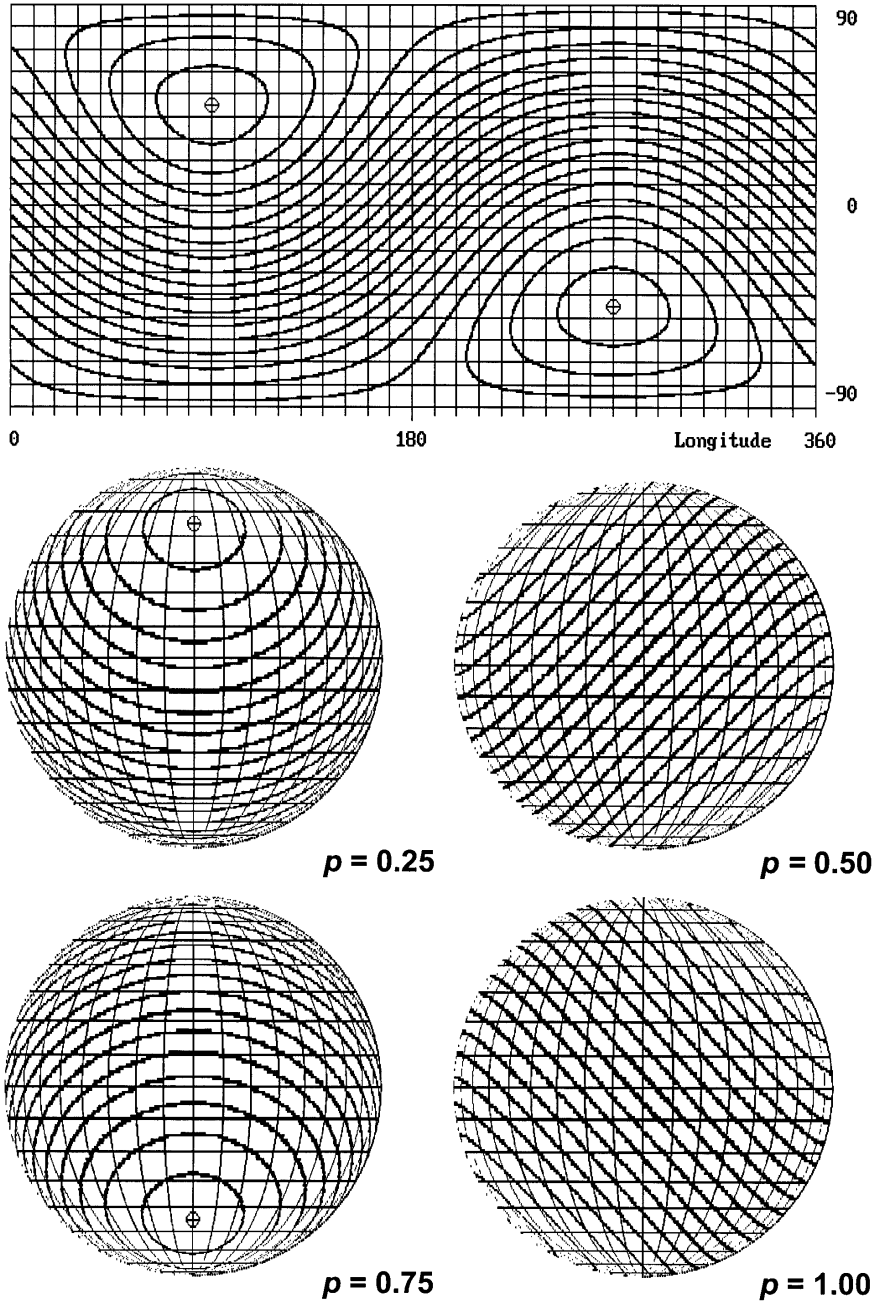 90
0
-90
0 180 Longitude 360
p = 0.25
p = 0.50
p = 0.75
p = 1.00